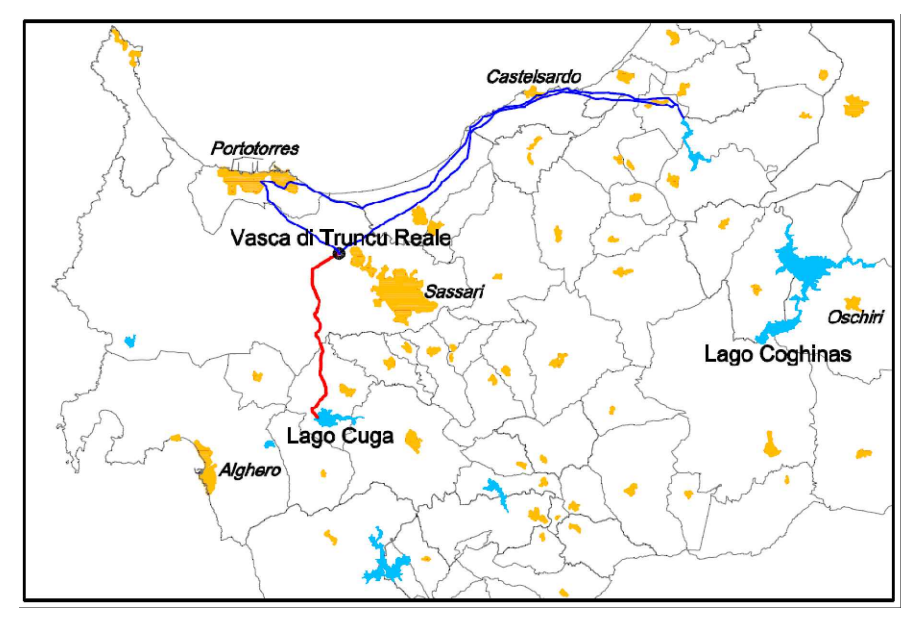 Castelsardo
Portotorres
Vasca di Truncu Reale
Sassari
Oschiri
Lago Coghinas
Lago Cuga
Alghero